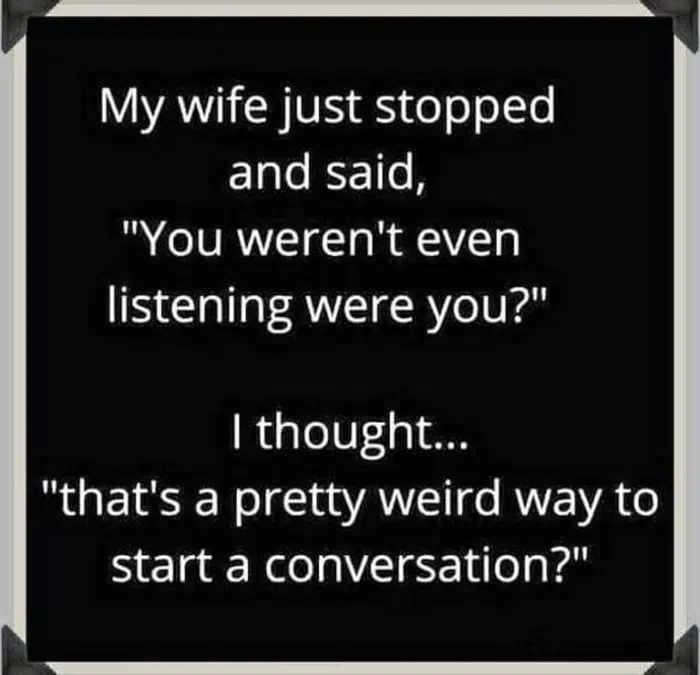 My wife just stopped
and said,
"You weren't even
listening were you?"
I thought...
"that's a pretty weird way to
start a conversation?"